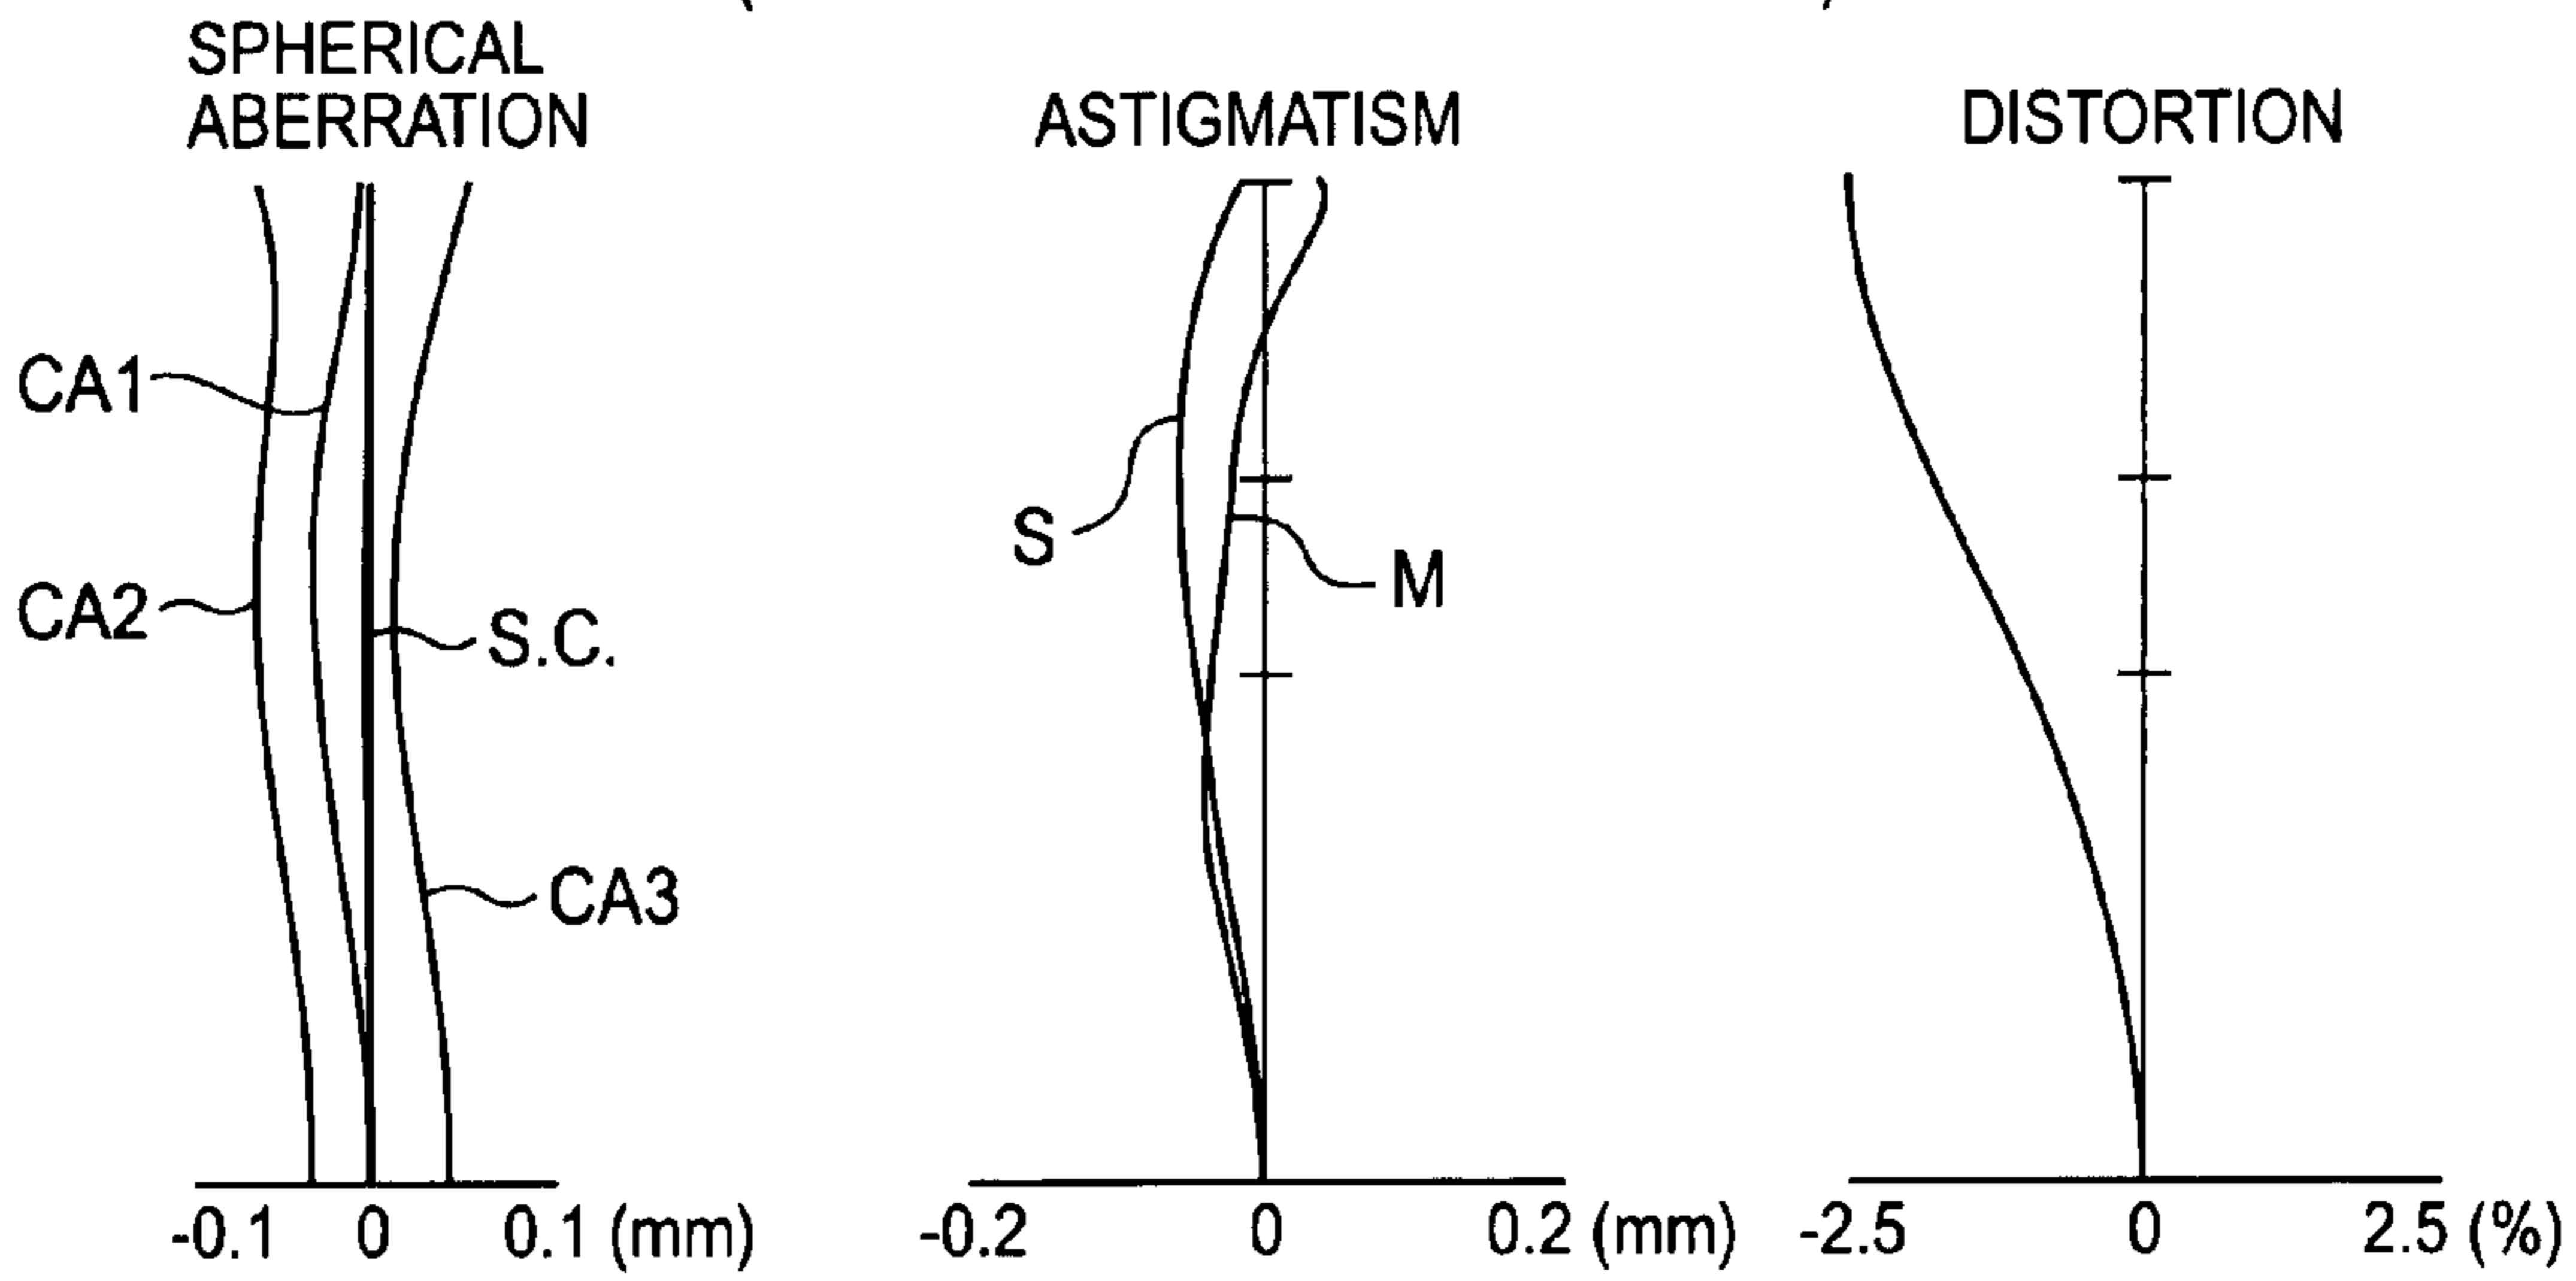 SPHERICAL
ABERRATION
CA1
CA2
S.C.
CA3
-0.1 0 0.1 (mm)
ASTIGMATISM
S
M
-0.2 0 0.2 (mm)
DISTORTION
-2.5 0 2.5 (%)